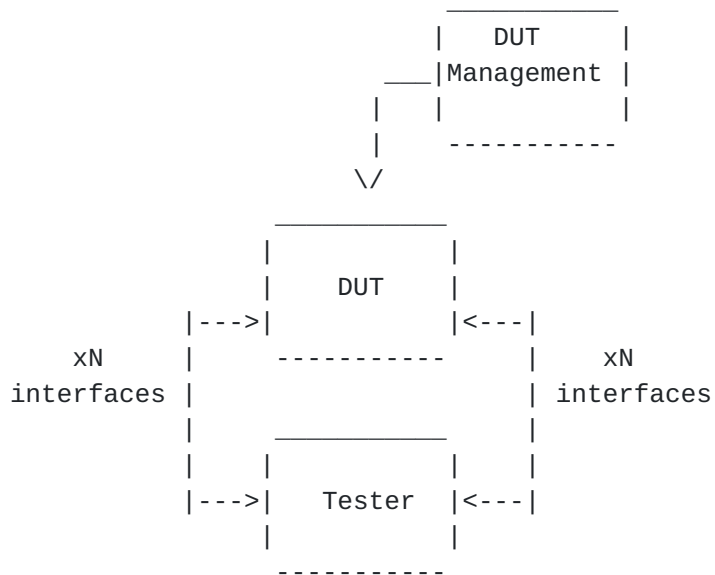 DUT
Management
DUT
xN xN
interfaces interfaces
Tester